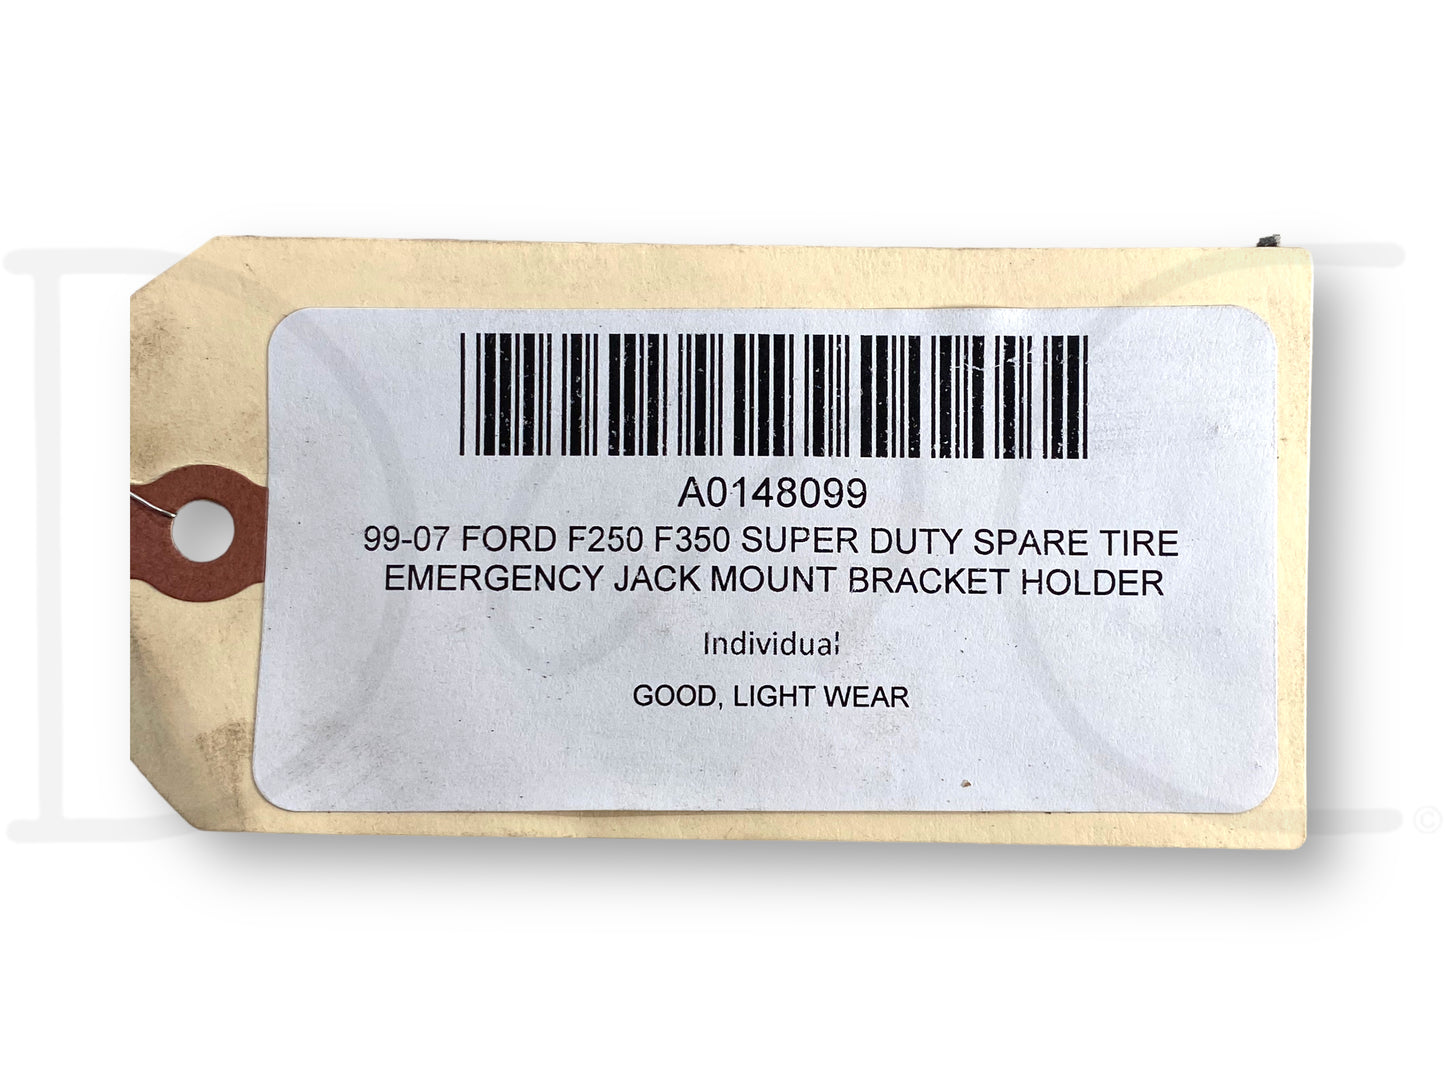 A0148099
99-07 FORD F250 F350 SUPER DUTY SPARE TIRE
EMERGENCY JACK MOUNT BRACKET HOLDER
Individual
GOOD, LIGHT WEAR
©